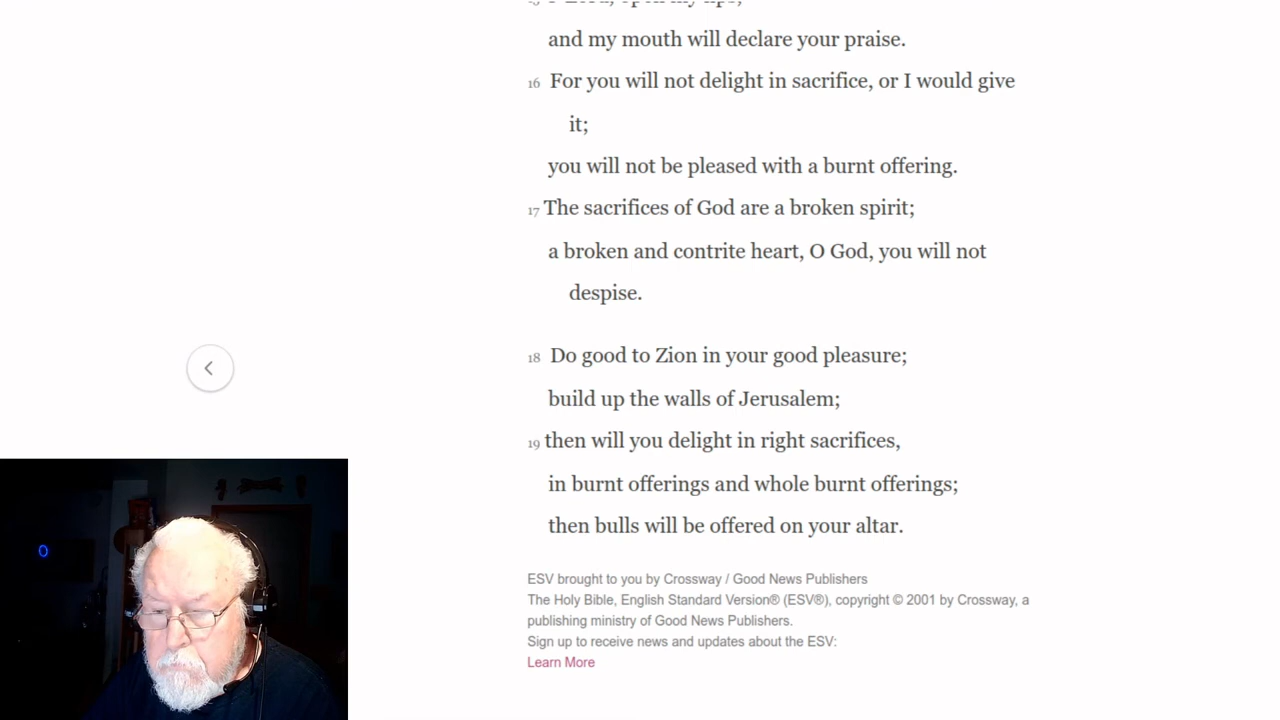 and my mouth will declare your praise.
16 For you will not delight in sacrifice, or I would give
it;
you will not be pleased with a burnt offering.
17 The sacrifices of God are a broken spirit;
a broken and contrite heart, O God, you will not
despise.
18 Do good to Zion in your good pleasure;
build up the walls of Jerusalem;
19 then will you delight in right sacrifices,
in burnt offerings and whole burnt offerings;
then bulls will be offered on your altar.
ESV brought to you by Crossway / Good News Publishers
The Holy Bible, English Standard Version® (ESV®), copyright © 2001 by Crossway, a
publishing ministry of Good News Publishers.
Sign up to receive news and updates about the ESV:
Learn More